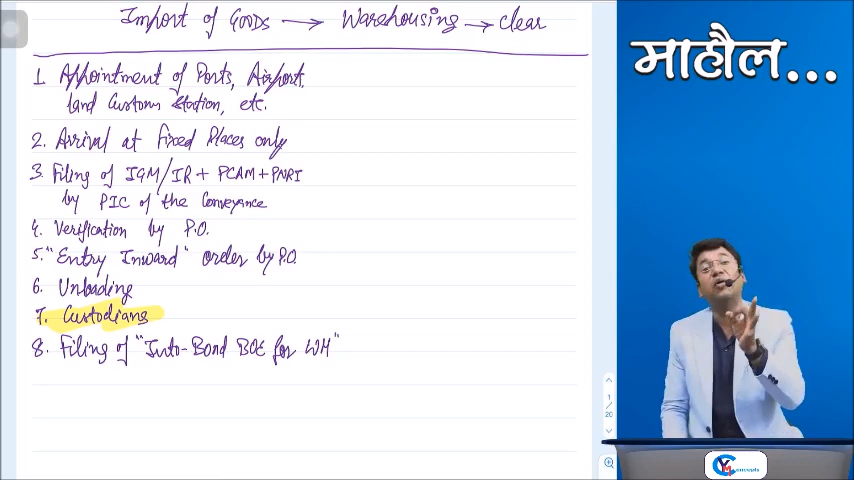 Import of Goods → Warehousing → clear
माहौल...
1. Appointment of Ports, Airport,
land Custom Station, etc.
2. Arrival at Fixed Places only
3. Filing of IGM/IR + PCAM + PNRI
by PIC of the Conveyance
4. Verification by P.O.
5. "Entry Inward" order by P.O.
6. Unloading
7. Custodians
8. Filing of "Into-Bond BOE for WH"
1
/
20